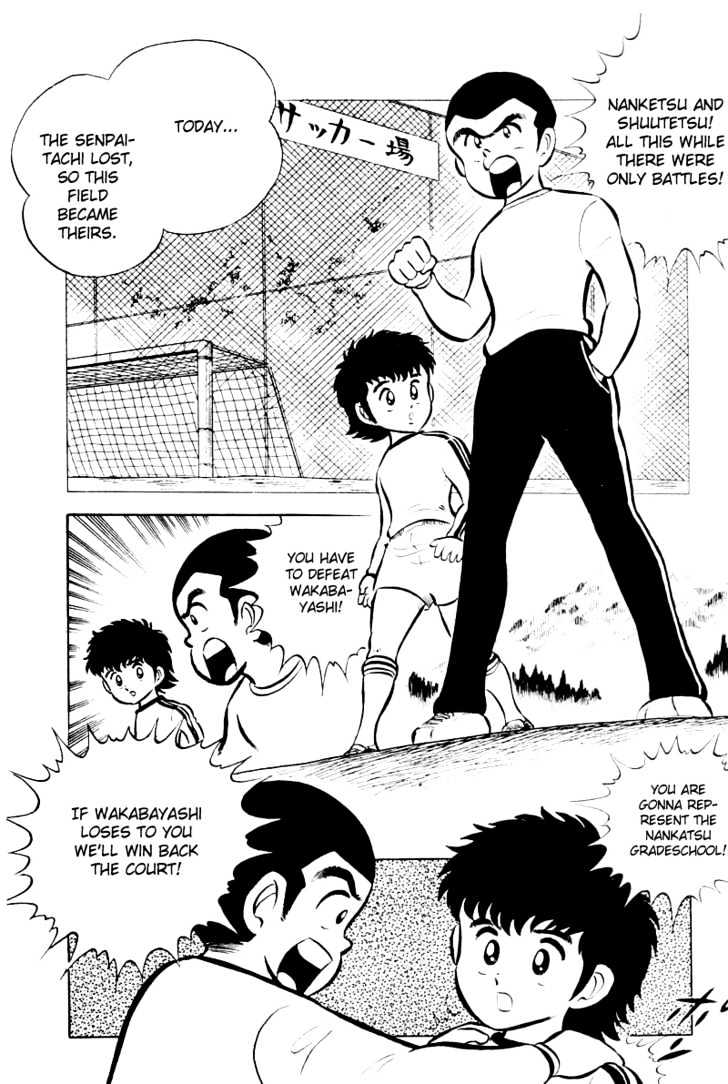 NANKETSU AND
SHUUTETSU!
ALL THIS WHILE
THERE WERE
ONLY BATTLES!
サッカー場
TODAY...
THE SENPAI-
TACHI LOST,
SO THIS
FIELD
BECAME
THEIRS.
YOU HAVE
TO DEFEAT
WAKABA-
YASHI!
YOU ARE
GONNA REP-
RESENT THE
NANKATSU
GRADESCHOOL!
IF WAKABAYASHI
LOSES TO YOU
WE'LL WIN BACK
THE COURT!